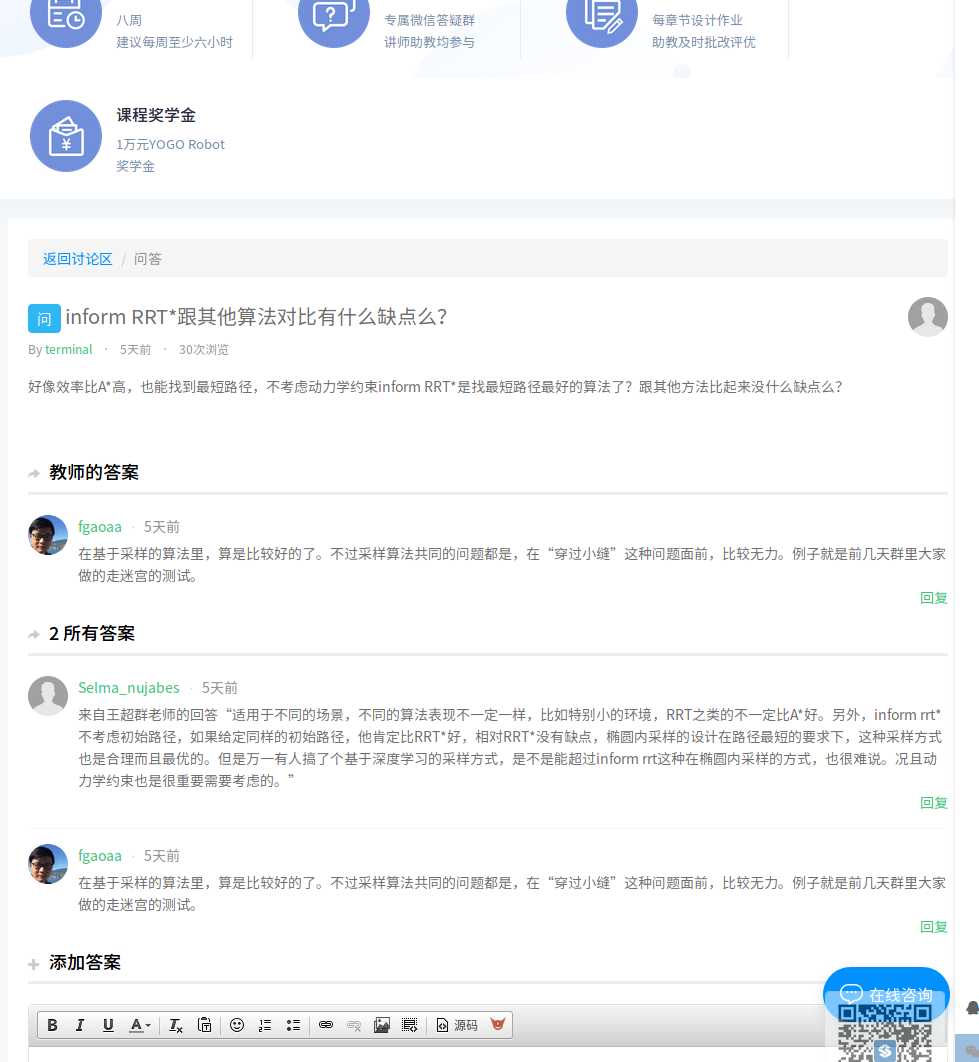 八周
建议每周至少六小时
专属微信答疑群
讲师助教均参与
每章节设计作业
助教及时批改评优
课程奖学金
1万元YOGO Robot
奖学金
返回讨论区 / 问答
问 inform RRT*跟其他算法对比有什么缺点么？
By terminal · 5天前 · 30次浏览
好像效率比A*高，也能找到最短路径，不考虑动力学约束inform RRT*是找最短路径最好的算法了？跟其他方法比起来没什么缺点么？
教师的答案
fgaoaa · 5天前
在基于采样的算法里，算是比较好的了。不过采样算法共同的问题都是，在“穿过小缝”这种问题面前，比较无力。例子就是前几天群里大家
做的走迷宫的测试。
回复
2 所有答案
Selma_nujabes · 5天前
来自王超群老师的回答“适用于不同的场景，不同的算法表现不一定一样，比如特别小的环境，RRT之类的不一定比A*好。另外，inform rrt*
不考虑初始路径，如果给定同样的初始路径，他肯定比RRT*好，相对RRT*没有缺点，椭圆内采样的设计在路径最短的要求下，这种采样方式
也是合理而且最优的。但是万一有人搞了个基于深度学习的采样方式，是不是能超过inform rrt这种在椭圆内采样的方式，也很难说。况且动
力学约束也是很重要需要考虑的。”
回复
fgaoaa · 5天前
在基于采样的算法里，算是比较好的了。不过采样算法共同的问题都是，在“穿过小缝”这种问题面前，比较无力。例子就是前几天群里大家
做的走迷宫的测试。
回复
添加答案
在线咨询
B I U A Ix 源码